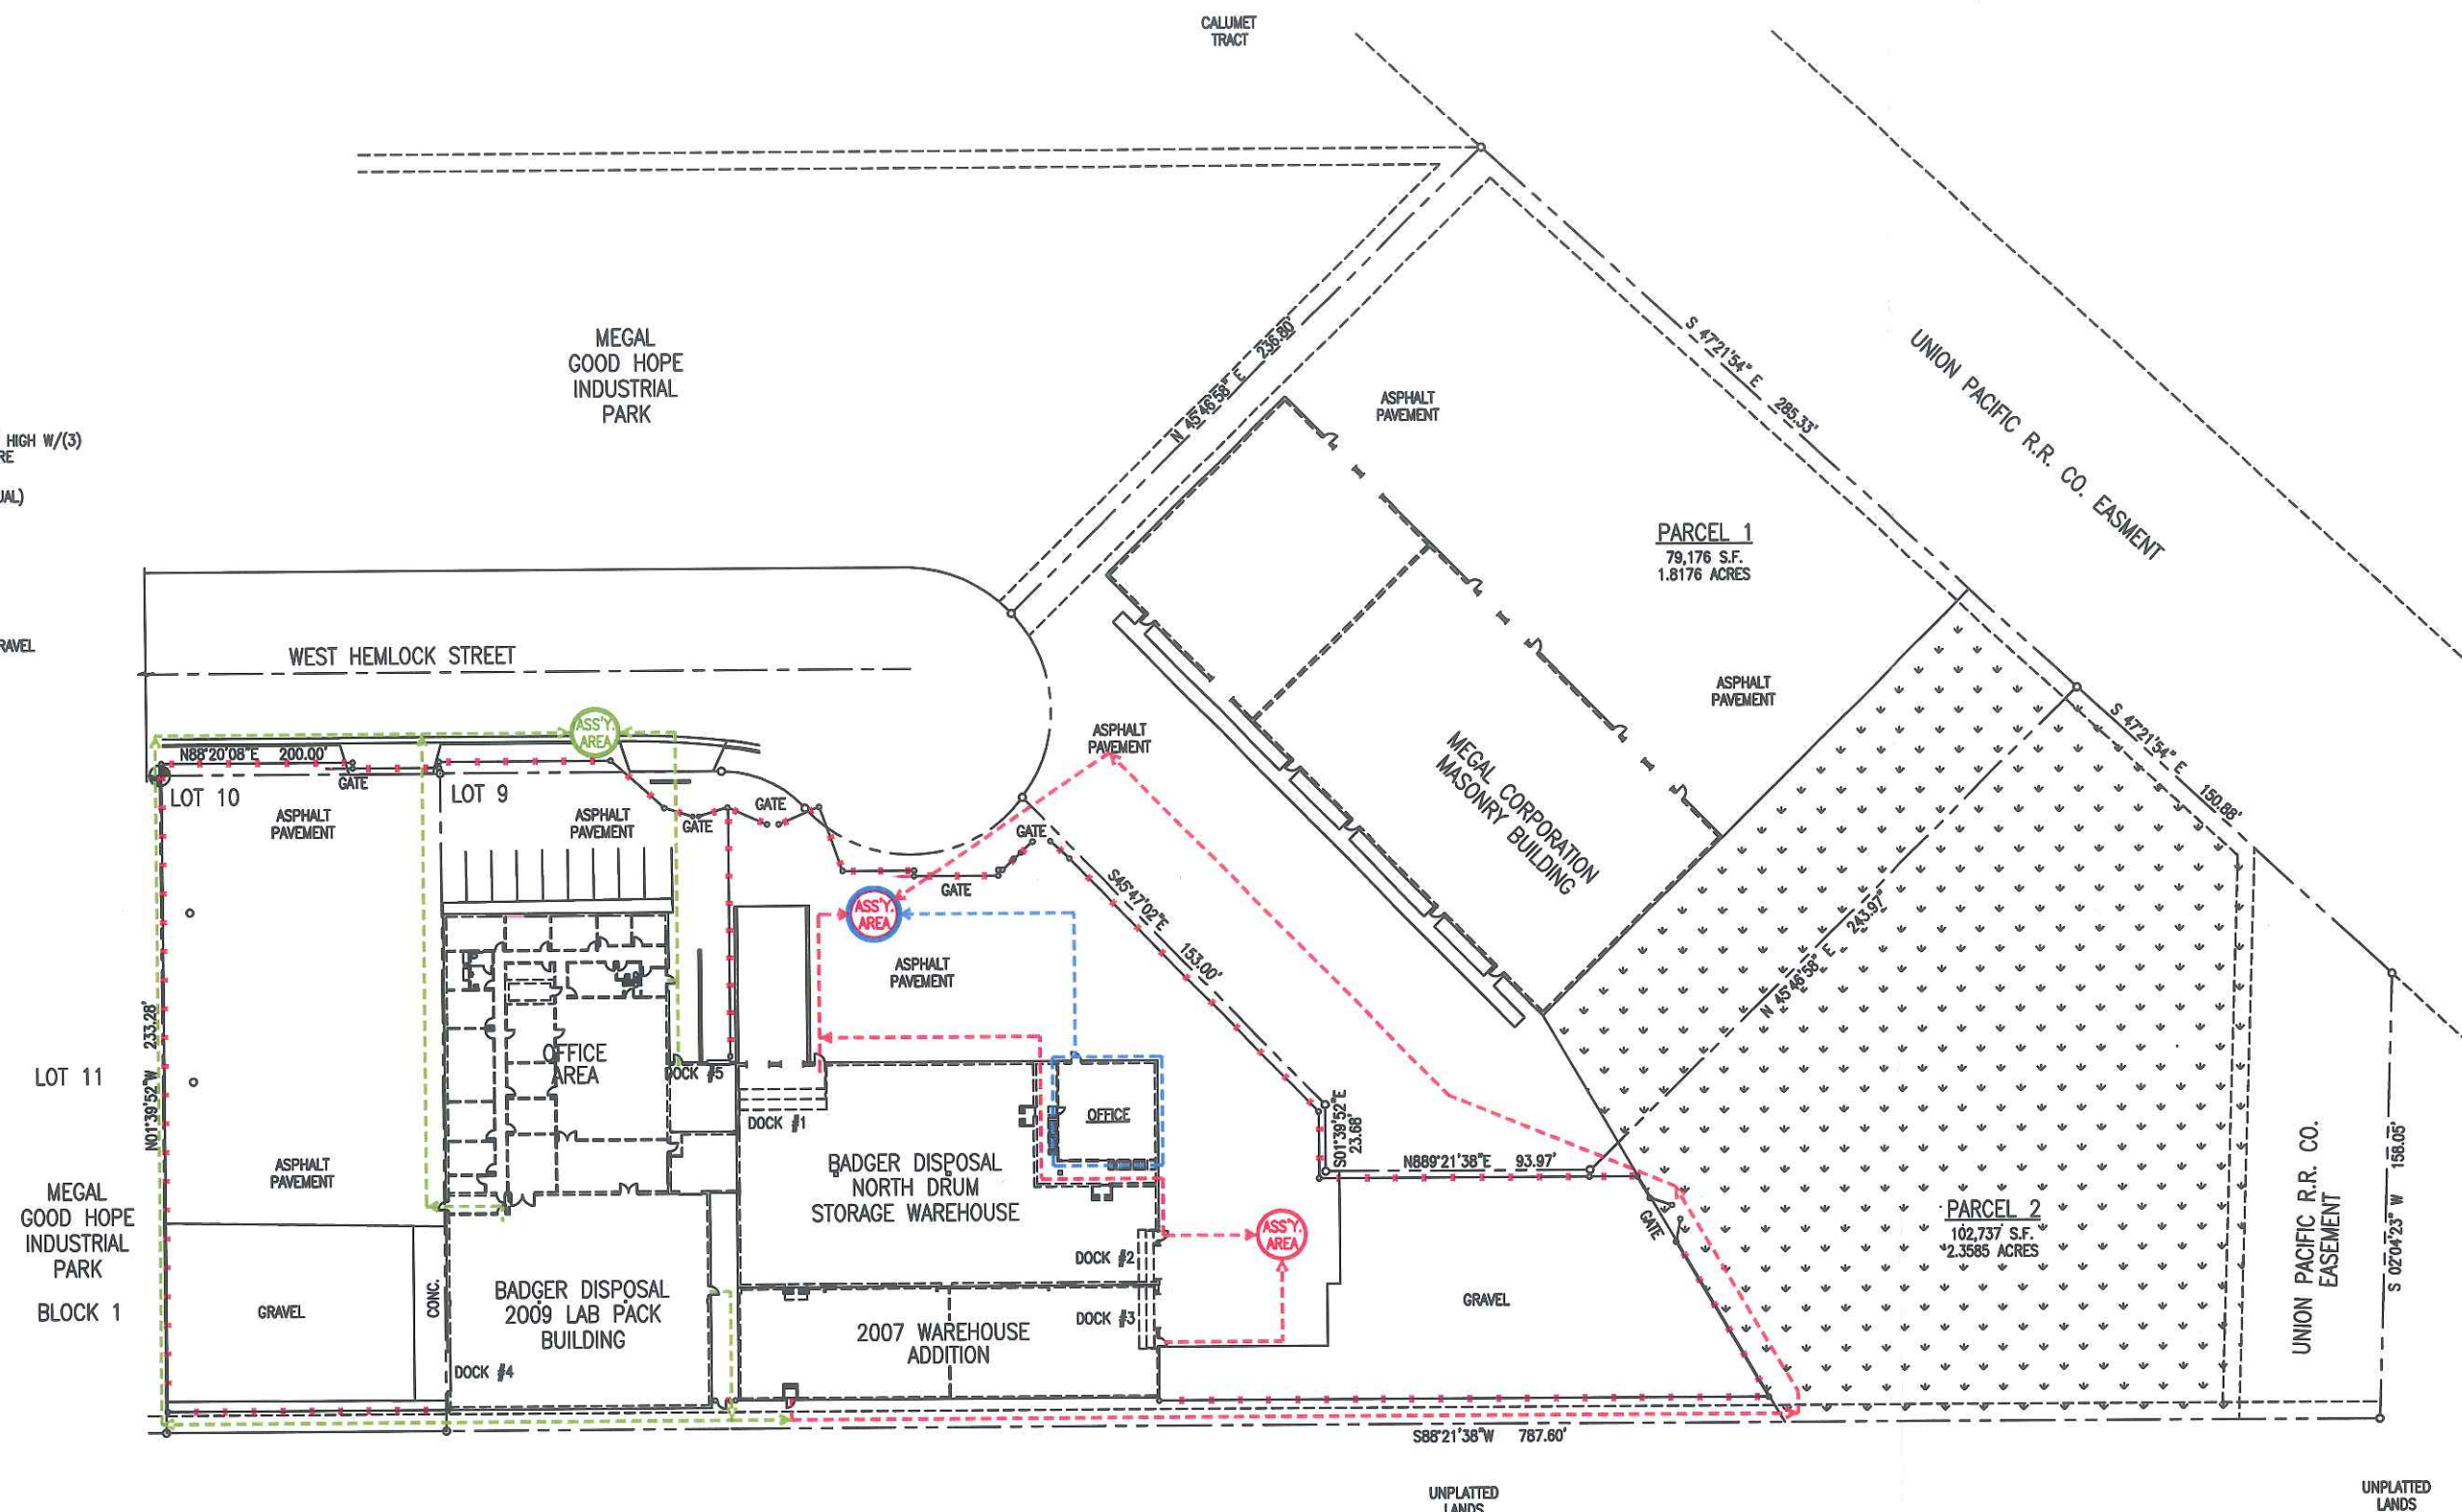 CALUMET
TRACT
MEGAL
GOOD HOPE
INDUSTRIAL
PARK
HIGH W/(3)
RE
UAL)
RAVEL
N 45°46'58" E 236.80'
ASPHALT
PAVEMENT
S 47°21'54" E 285.33'
UNION PACIFIC R.R. CO. EASMENT
PARCEL 1
79,176 S.F.
1.8176 ACRES
WEST HEMLOCK STREET
ASPHALT
PAVEMENT
S 47°21'54" E 150.88'
ASS'Y.
AREA
ASPHALT
PAVEMENT
N88°20'08"E 200.00'
GATE
LOT 10
LOT 9
MEGAL CORPORATION
MASONRY BUILDING
ASPHALT
PAVEMENT
ASPHALT
PAVEMENT
GATE
GATE
GATE
GATE
S45°47'02"E 153.00'
ASS'Y.
AREA
ASPHALT
PAVEMENT
N 45°46'58" E 243.97'
N01°39'52"W 233.28'
LOT 11
OFFICE
AREA
DOCK #5
DOCK #1
OFFICE
S01°39'52"E
23.68'
N889°21'38"E 93.97'
ASPHALT
PAVEMENT
BADGER DISPOSAL
NORTH DRUM
STORAGE WAREHOUSE
MEGAL
GOOD HOPE
INDUSTRIAL
PARK
BLOCK 1
ASS'Y.
AREA
GATE
PARCEL 2
102,737 S.F.
2.3585 ACRES
UNION PACIFIC R.R. CO.
EASEMENT
S 02°04'23" W 158.05'
DOCK #2
GRAVEL
CONC.
BADGER DISPOSAL
2009 LAB PACK
BUILDING
DOCK #3
2007 WAREHOUSE
ADDITION
GRAVEL
DOCK #4
S88°21'38"W 787.60'
UNPLATTED
LANDS
UNPLATTED
LANDS